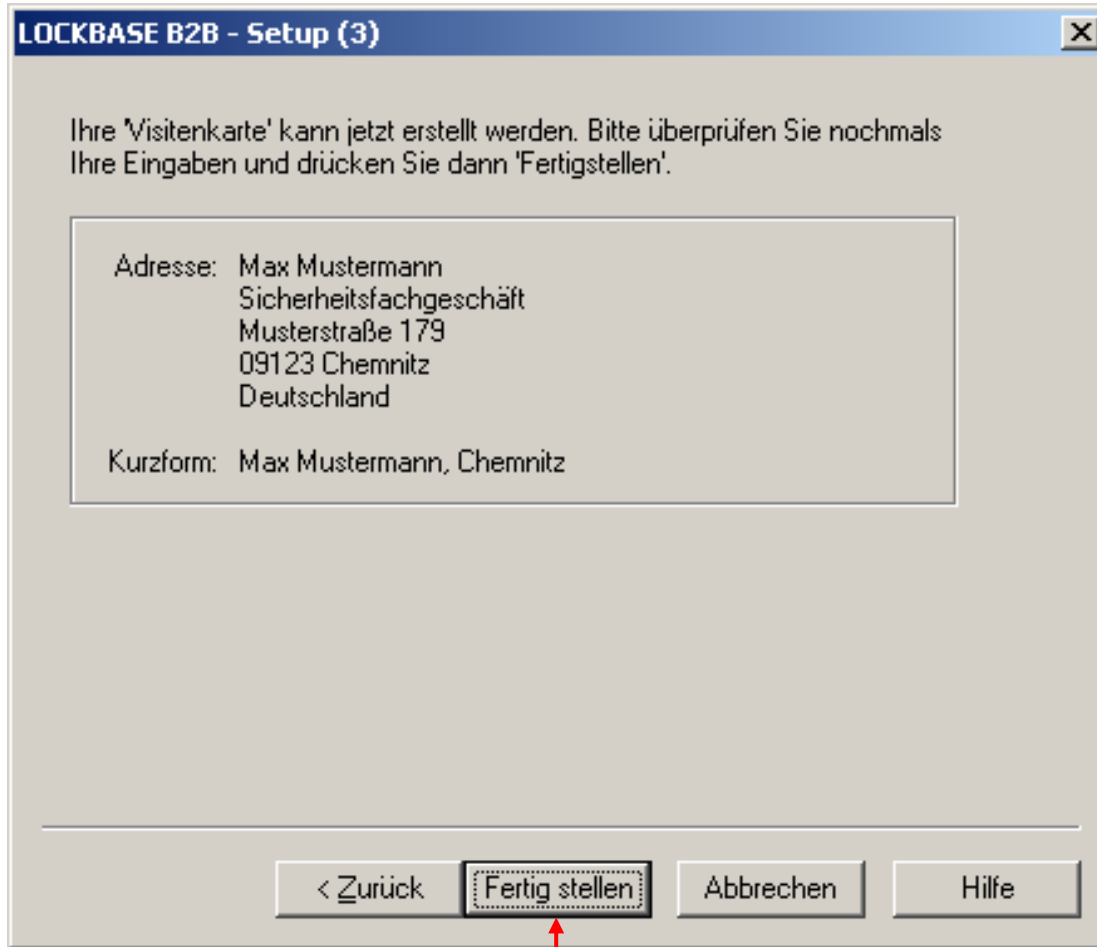 LOCKBASE B2B - Setup (3)
Ihre 'Visitenkarte' kann jetzt erstellt werden. Bitte überprüfen Sie nochmals
Ihre Eingaben und drücken Sie dann 'Fertigstellen'.
Adresse: Max Mustermann
Sicherheitsfachgeschäft
Musterstraße 179
09123 Chemnitz
Deutschland
Kurzform: Max Mustermann, Chemnitz
< Zurück Fertig stellen Abbrechen Hilfe